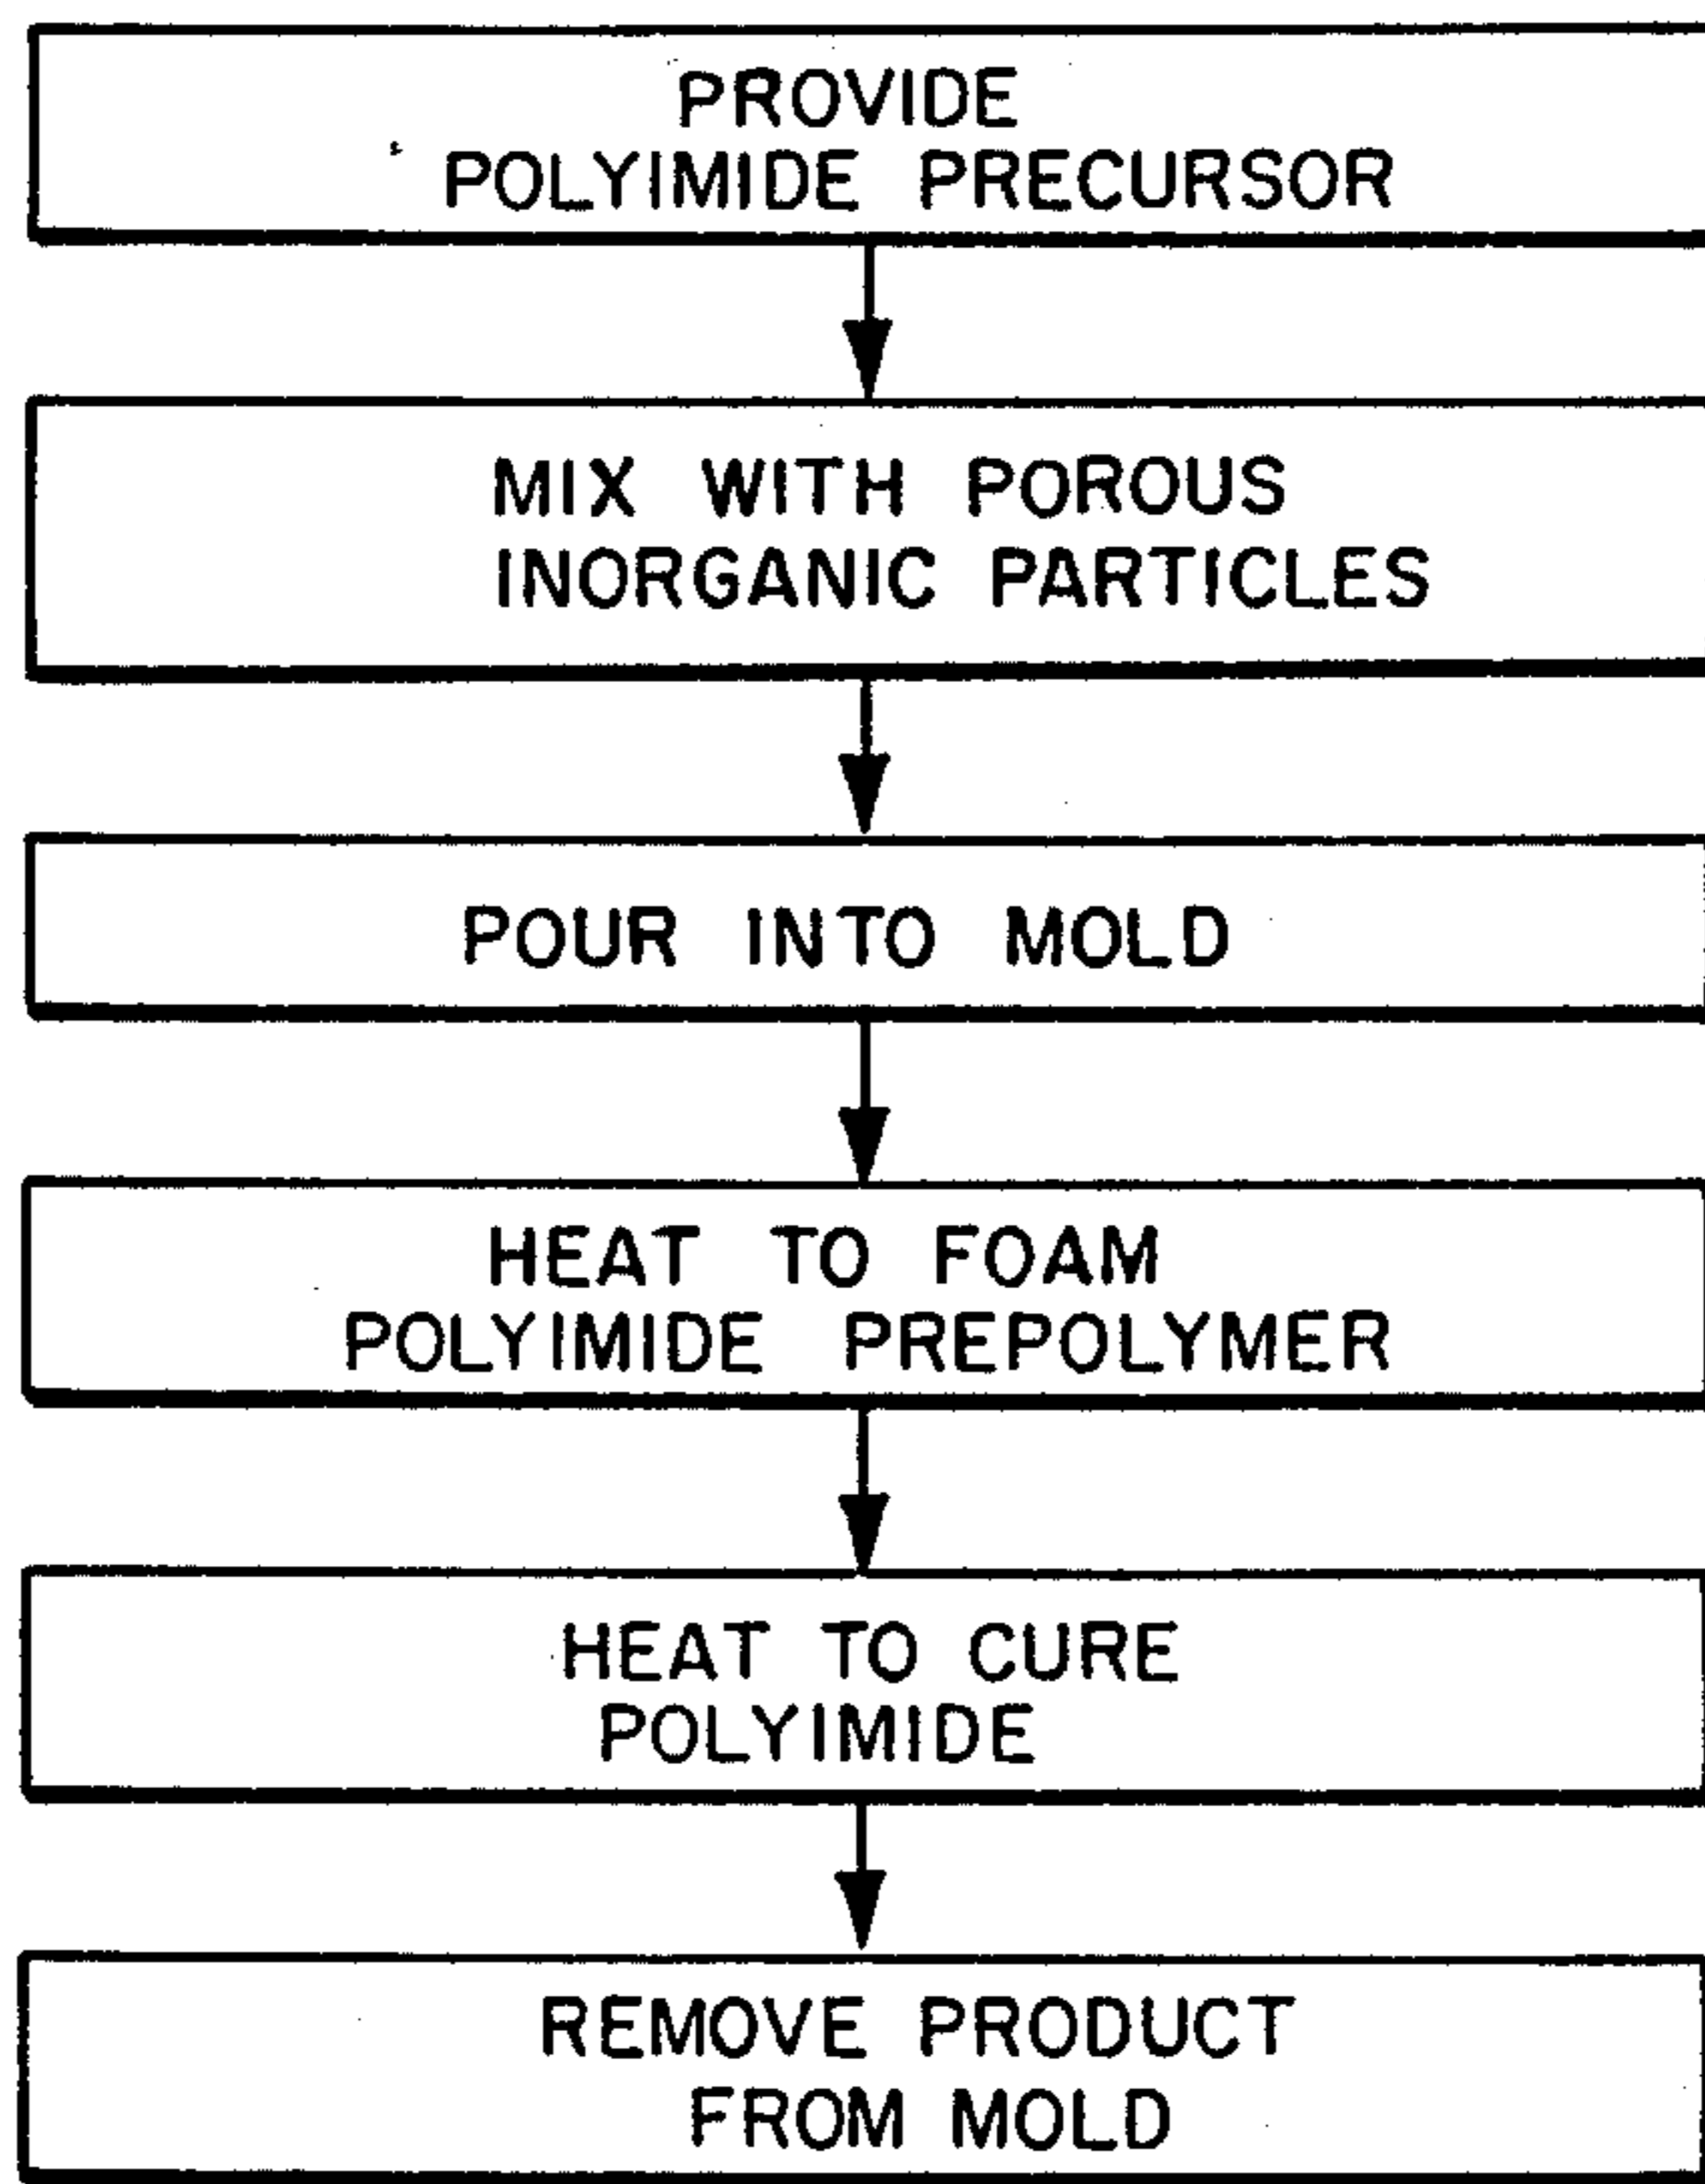 PROVIDE
POLYIMIDE PRECURSOR
MIX WITH POROUS
INORGANIC PARTICLES
POUR INTO MOLD
HEAT TO FOAM
POLYIMIDE PREPOLYMER
HEAT TO CURE
POLYIMIDE
REMOVE PRODUCT
FROM MOLD